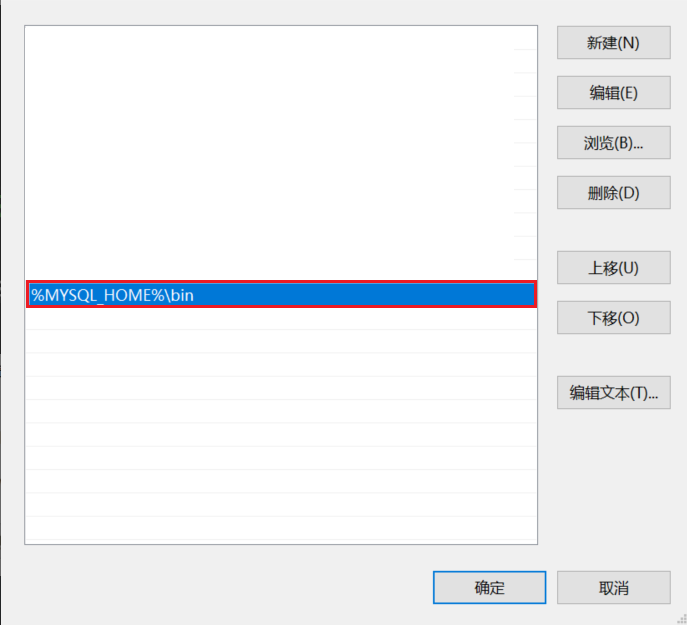 新建(N)
编辑(E)
浏览(B)...
删除(D)
上移(U)
%MYSQL_HOME%\bin
下移(O)
编辑文本(T)...
确定
取消